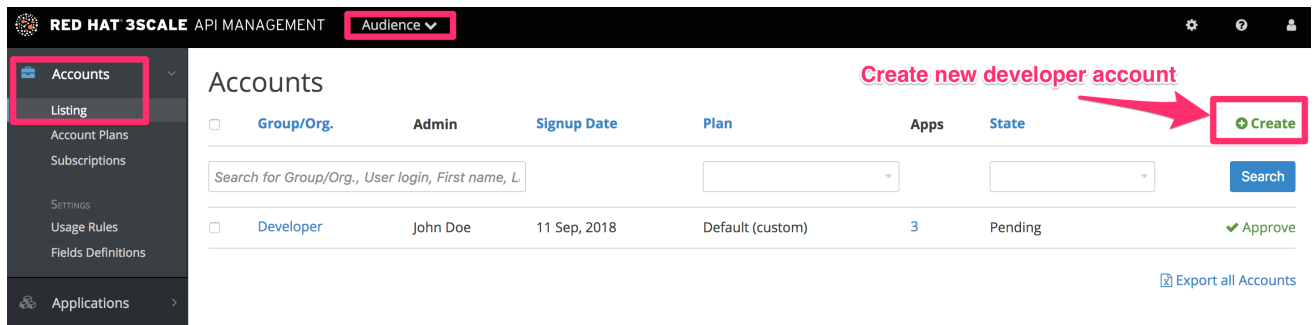 RED HAT 3SCALE API MANAGEMENT Audience
Accounts
Listing
Account Plans
Subscriptions
SETTINGS
Usage Rules
Fields Definitions
Applications
Accounts
Create new developer account
Group/Org. Admin Signup Date Plan Apps State Create
Search for Group/Org., User login, First name, L Search
Developer John Doe 11 Sep, 2018 Default (custom) 3 Pending Approve
Export all Accounts